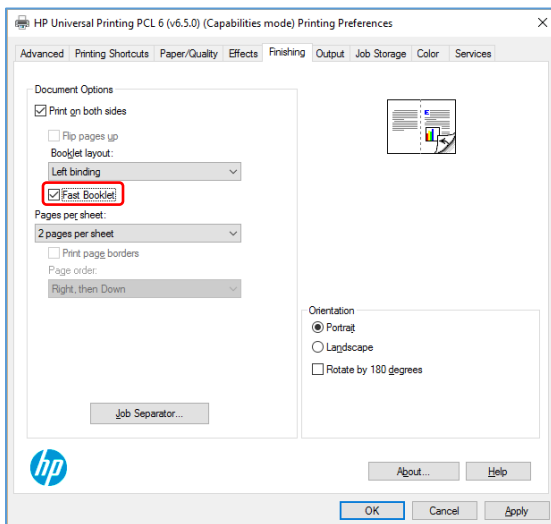 HP Universal Printing PCL 6 (v6.5.0) (Capabilities mode) Printing Preferences
Advanced Printing Shortcuts Paper/Quality Effects Finishing Output Job Storage Color Services
Document Options
Print on both sides
Flip pages up
Booklet layout:
Left binding
Fast Booklet
Pages per sheet:
2 pages per sheet
Print page borders
Page order:
Right, then Down
Orientation
Portrait
Landscape
Rotate by 180 degrees
Job Separator...
hp
About... Help
OK Cancel Apply